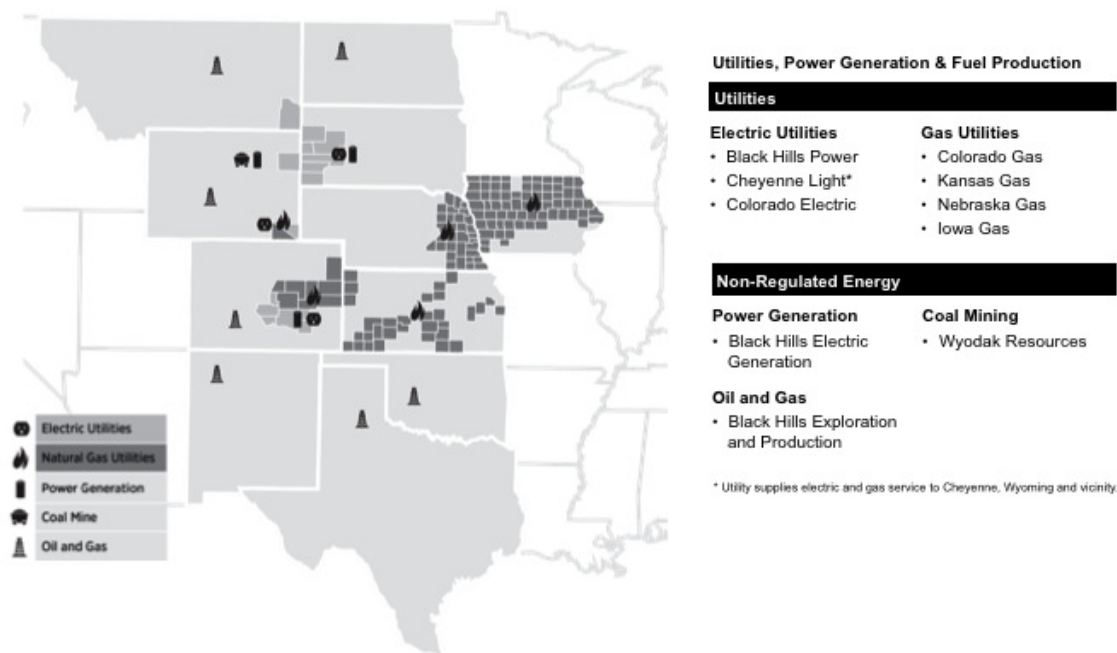 Utilities, Power Generation & Fuel Production
Utilities
Electric Utilities
• Black Hills Power
• Cheyenne Light*
• Colorado Electric
Gas Utilities
• Colorado Gas
• Kansas Gas
• Nebraska Gas
• Iowa Gas
Non-Regulated Energy
Power Generation
• Black Hills Electric
Generation
Coal Mining
• Wyodak Resources
Oil and Gas
• Black Hills Exploration
and Production
* Utility supplies electric and gas service to Cheyenne, Wyoming and vicinity.
Electric Utilities
Natural Gas Utilities
Power Generation
Coal Mine
Oil and Gas